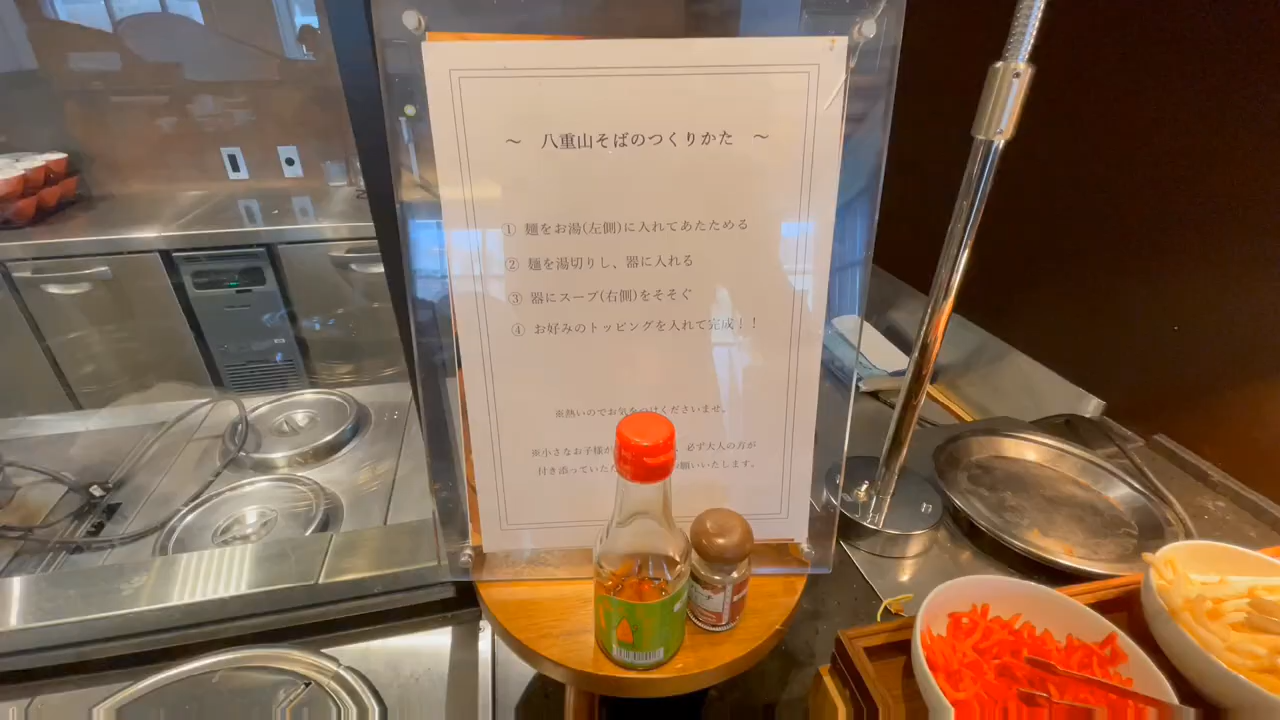 ～ 八重山そばのつくりかた ～
① 麺をお湯(左側)に入れてあたためる
② 麺を湯切りし、器に入れる
③ 器にスープ(右側)をそそぐ
④ お好みのトッピングを入れて完成！！
※熱いのでお気をつけくださいませ。
※小さなお子様が 必ず大人の方が
付き添っていただ 願いいたします。